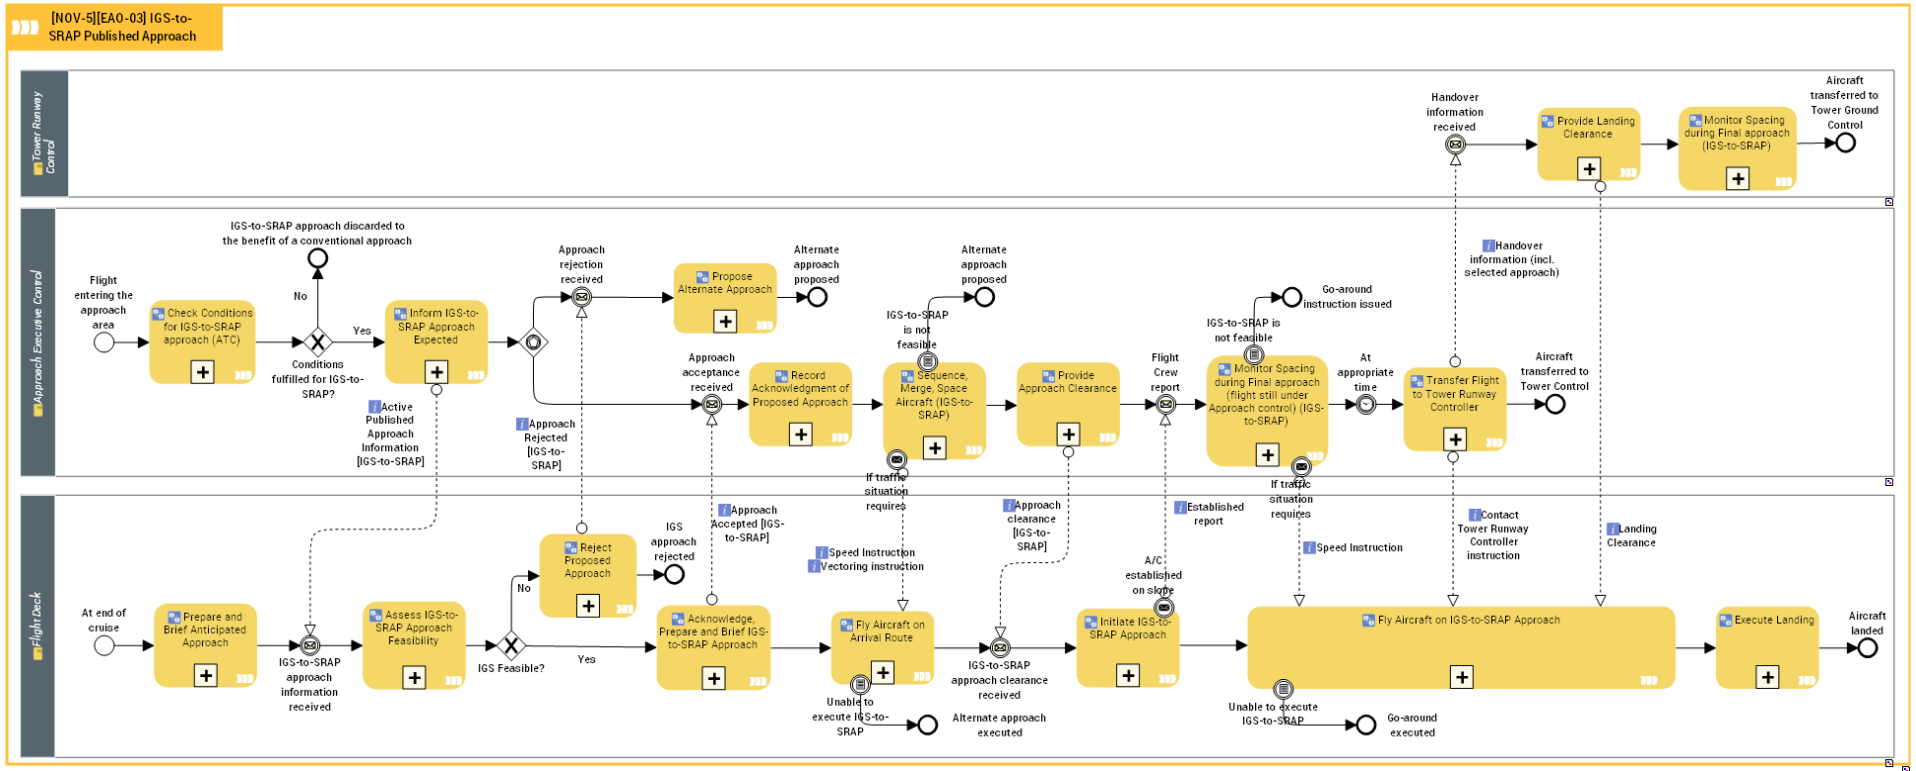 [NOV-5][EAO-03] IGS-to-
SRAP Published Approach
Tower Runway
Control
Handover
information
received
Provide Landing
Clearance
Monitor Spacing
during Final approach
(IGS-to-SRAP)
Aircraft
transferred to
Tower Ground
Control
Approach Executive Control
Flight
entering the
approach
area
Check Conditions
for IGS-to-SRAP
approach (ATC)
IGS-to-SRAP approach discarded to
the benefit of a conventional approach
No
Yes
Conditions
fulfilled for IGS-to-
SRAP?
Inform IGS-to-
SRAP Approach
Expected
Active
Published
Approach
Information
[IGS-to-SRAP]
Approach
rejection
received
Propose
Alternate Approach
Alternate
approach
proposed
Approach
Rejected
[IGS-to-
SRAP]
Approach
acceptance
received
Record
Acknowledgment of
Proposed Approach
IGS-to-SRAP
is not
feasible
Alternate
approach
proposed
Sequence,
Merge, Space
Aircraft (IGS-to-
SRAP)
If traffic
situation
requires
Provide
Approach Clearance
Flight
Crew
report
IGS-to-SRAP is
not feasible
Go-around
instruction issued
Monitor Spacing
during Final approach
(flight still under
Approach control) (IGS-
to-SRAP)
If traffic
situation
requires
At
appropriate
time
Transfer Flight
to Tower Runway
Controller
Aircraft
transferred to
Tower Control
Handover
information (incl.
selected approach)
Flight Deck
At end of
cruise
Prepare and
Brief Anticipated
Approach
IGS-to-SRAP
approach
information
received
Assess IGS-to-
SRAP Approach
Feasibility
IGS Feasible?
No
Yes
Reject
Proposed
Approach
IGS
approach
rejected
Approach
Accepted [IGS-
to-SRAP]
Acknowledge,
Prepare and Brief IGS-
to-SRAP Approach
Speed Instruction
Vectoring instruction
Fly Aircraft on
Arrival Route
Unable to
execute IGS-to-
SRAP
Alternate approach
executed
Approach
clearance
[IGS-to-
SRAP]
IGS-to-SRAP
approach clearance
received
Established
report
A/C
established
on slope
Initiate IGS-to-
SRAP Approach
Speed Instruction
Contact
Tower Runway
Controller
instruction
Landing
Clearance
Fly Aircraft on IGS-to-SRAP Approach
Unable to execute
IGS-to-SRAP
Go-around
executed
Execute Landing
Aircraft
landed